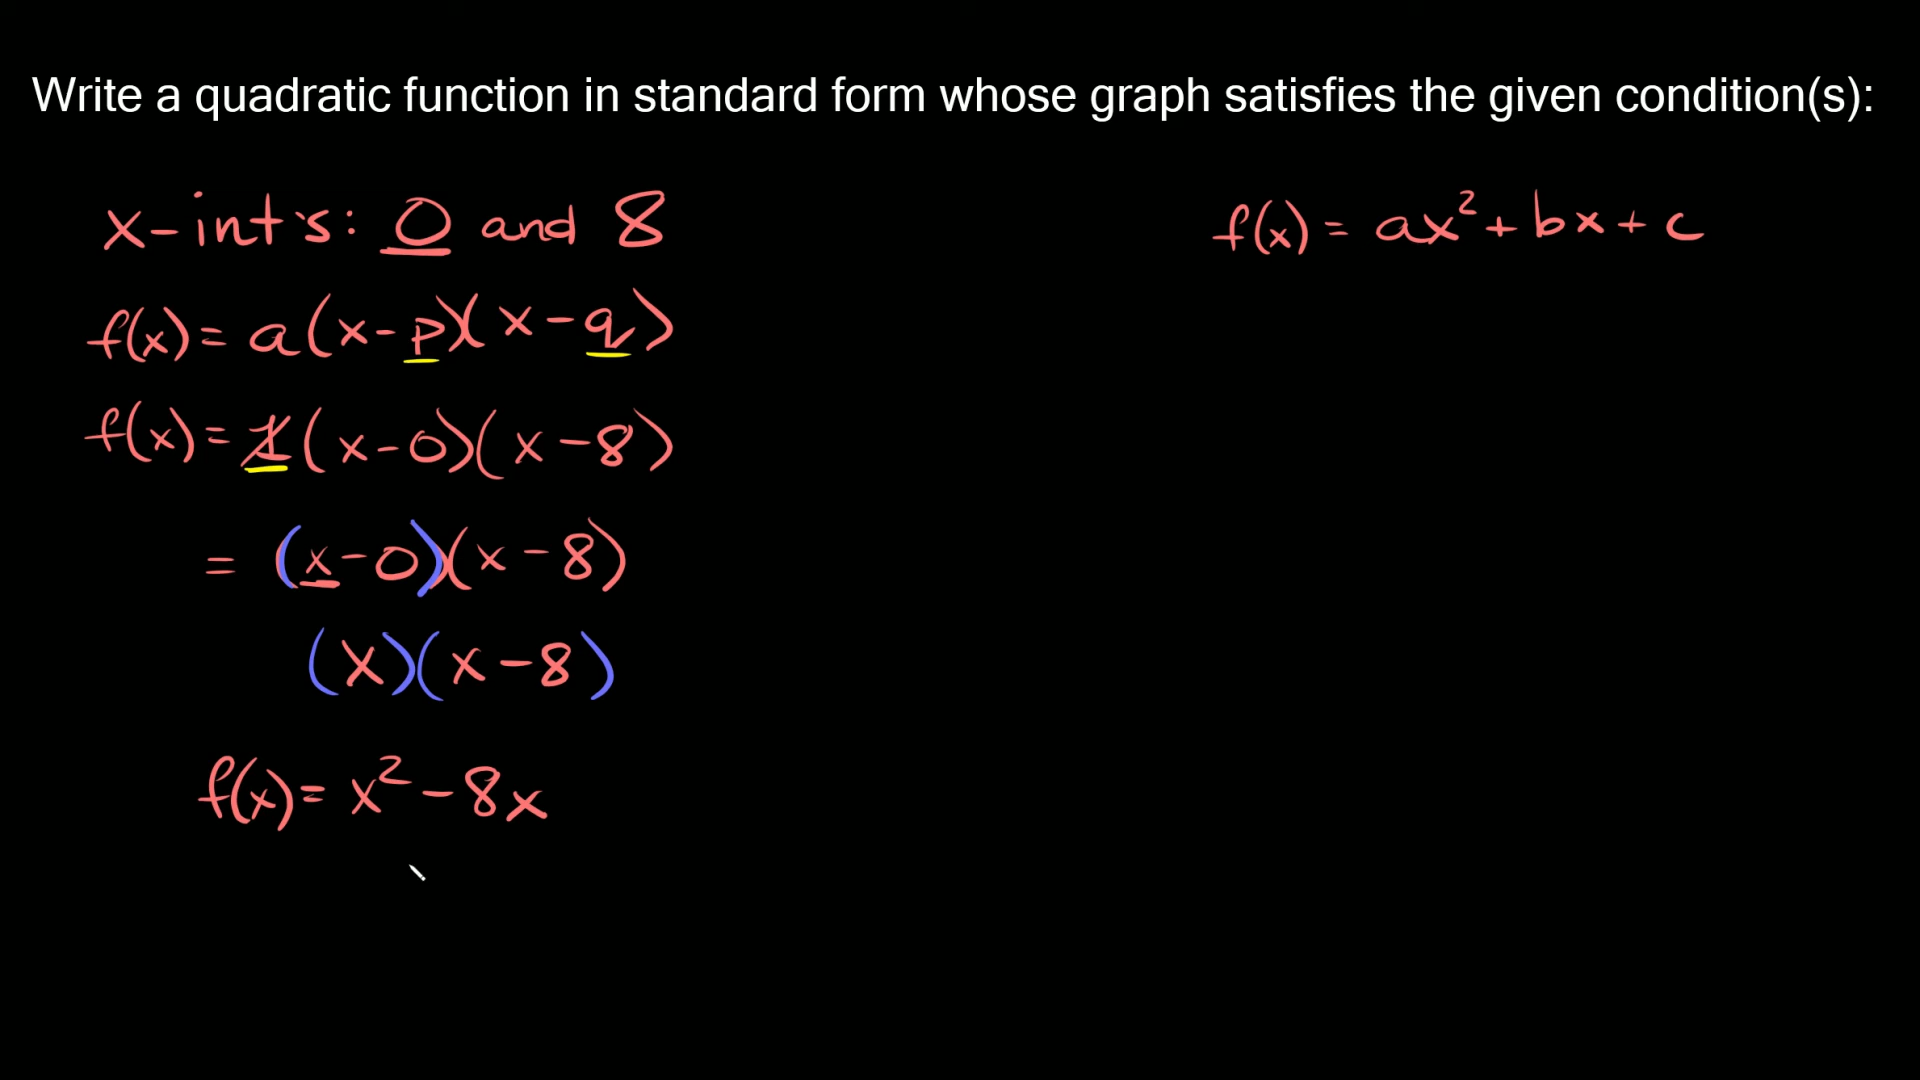 Write a quadratic function in standard form whose graph satisfies the given condition(s):
x-int's: 0 and 8
f(x) = ax² + bx + c
f(x) = a(x-p)(x-q)
f(x) = 1(x-0)(x-8)
= (x-0)(x-8)
(x)(x-8)
f(x) = x² - 8x